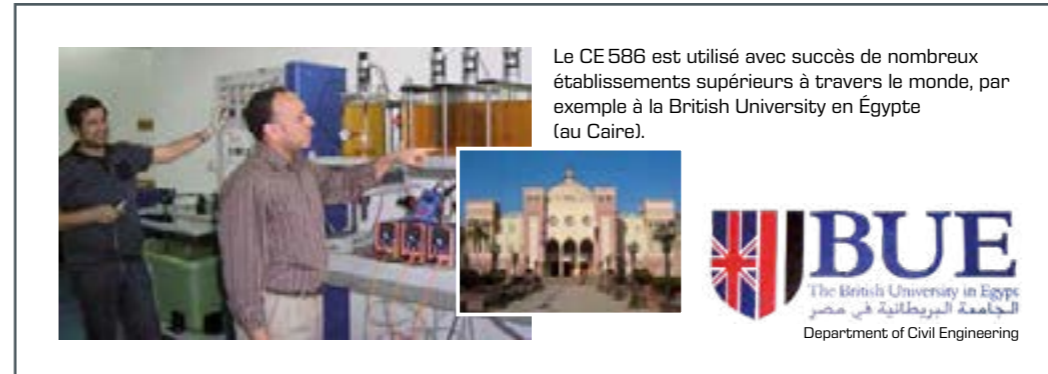 Le CE 586 est utilisé avec succès de nombreux
établissements supérieurs à travers le monde, par
exemple à la British University en Égypte
(au Caire).
BUE
The British University in Egypt
الجامعة البريطانية في مصر
Department of Civil Engineering